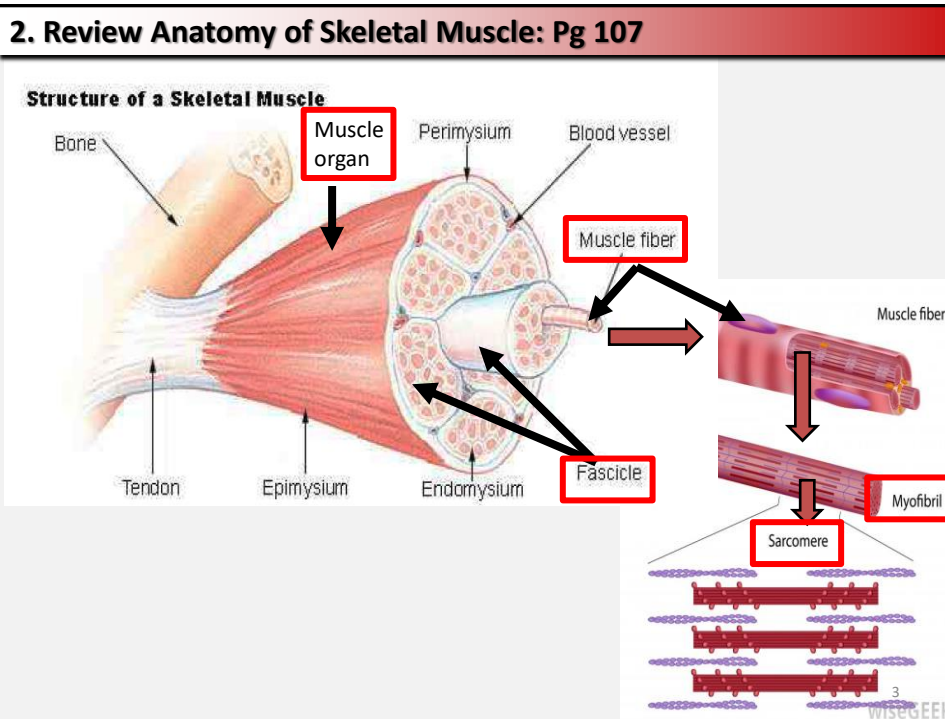 2. Review Anatomy of Skeletal Muscle: Pg 107
Structure of a Skeletal Muscle
Bone
Muscle
organ
Perimysium
Blood vessel
Muscle fiber
Muscle fiber
Tendon
Epimysium
Endomysium
Fascicle
Myofibril
Sarcomere
3
wiseGEEK